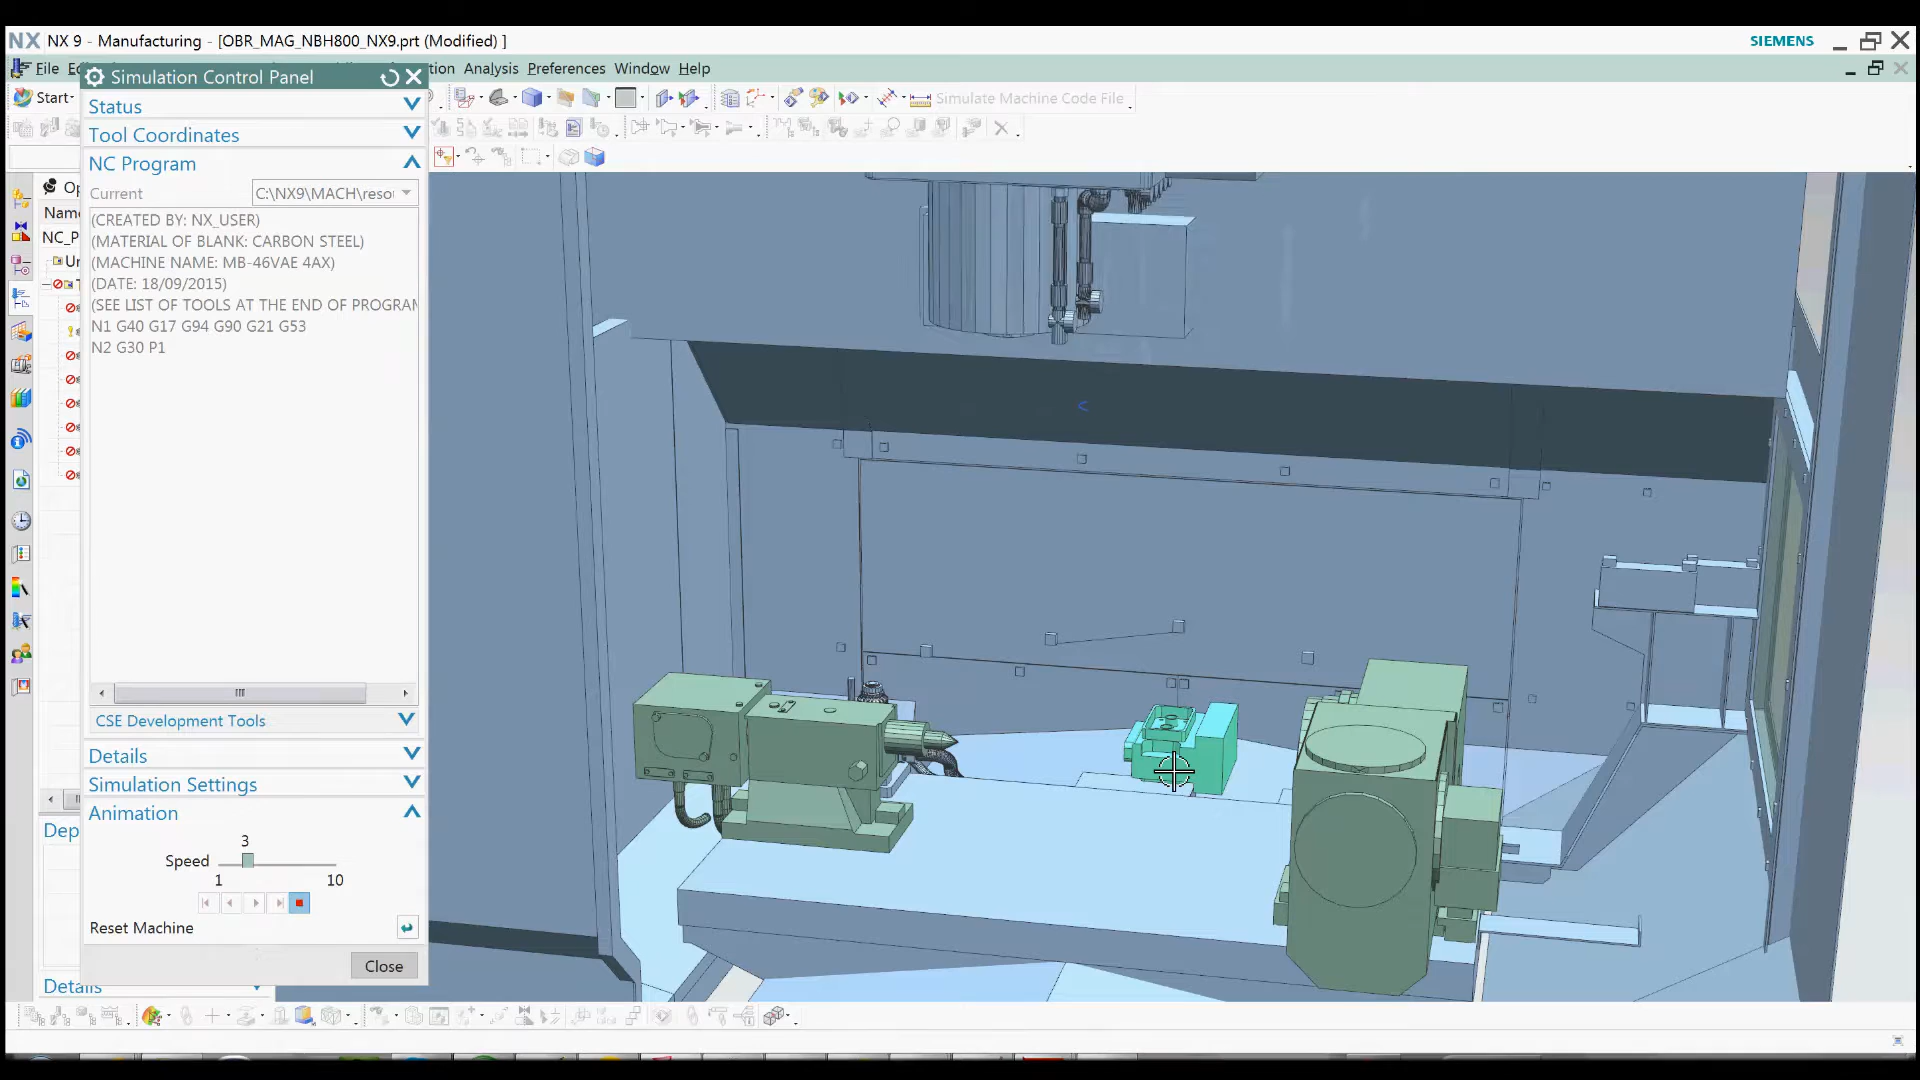 NX NX 9 - Manufacturing - [OBR_MAG_NBH800_NX9.prt (Modified) ] SIEMENS
File Analysis Preferences Window Help
Simulation Control Panel
Start
Simulate Machine Code File
Status
Tool Coordinates
NC Program
Current C:\NX9\MACH\reso
(CREATED BY: NX_USER)
(MATERIAL OF BLANK: CARBON STEEL)
(MACHINE NAME: MB-46VAE 4AX)
(DATE: 18/09/2015)
(SEE LIST OF TOOLS AT THE END OF PROGRAM
N1 G40 G17 G94 G90 G21 G53
N2 G30 P1
CSE Development Tools
Details
Simulation Settings
Animation
3
Speed
1 10
Reset Machine
Close
Details